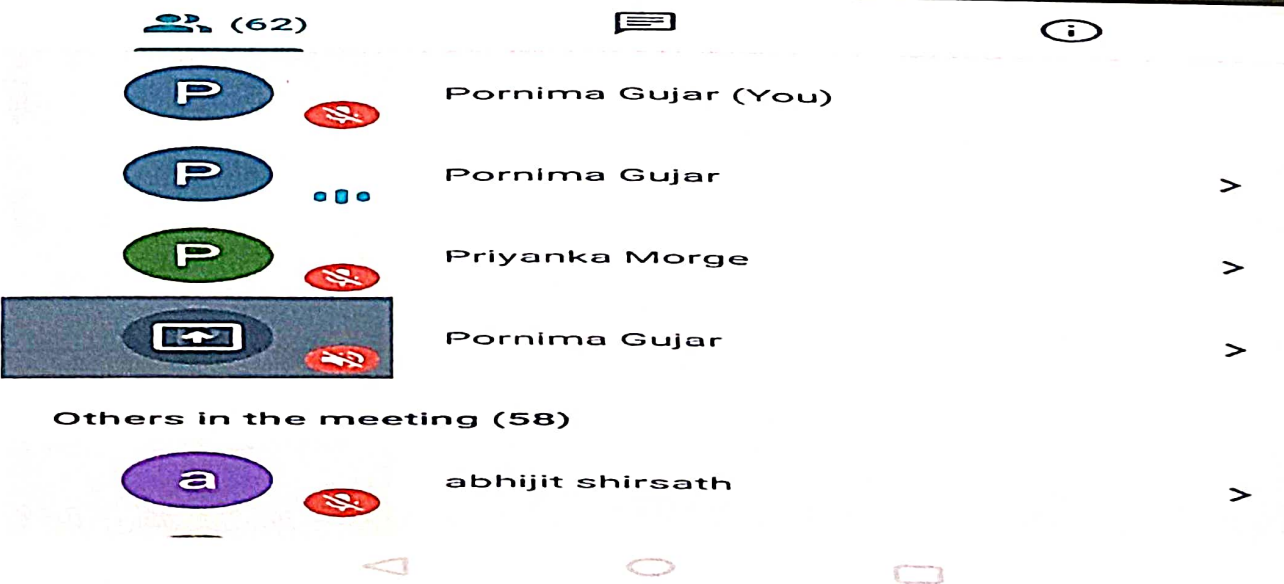 (62)
P Pornima Gujar (You)
P Pornima Gujar
P Priyanka Morge
Pornima Gujar
Others in the meeting (58)
a abhijit shirsath